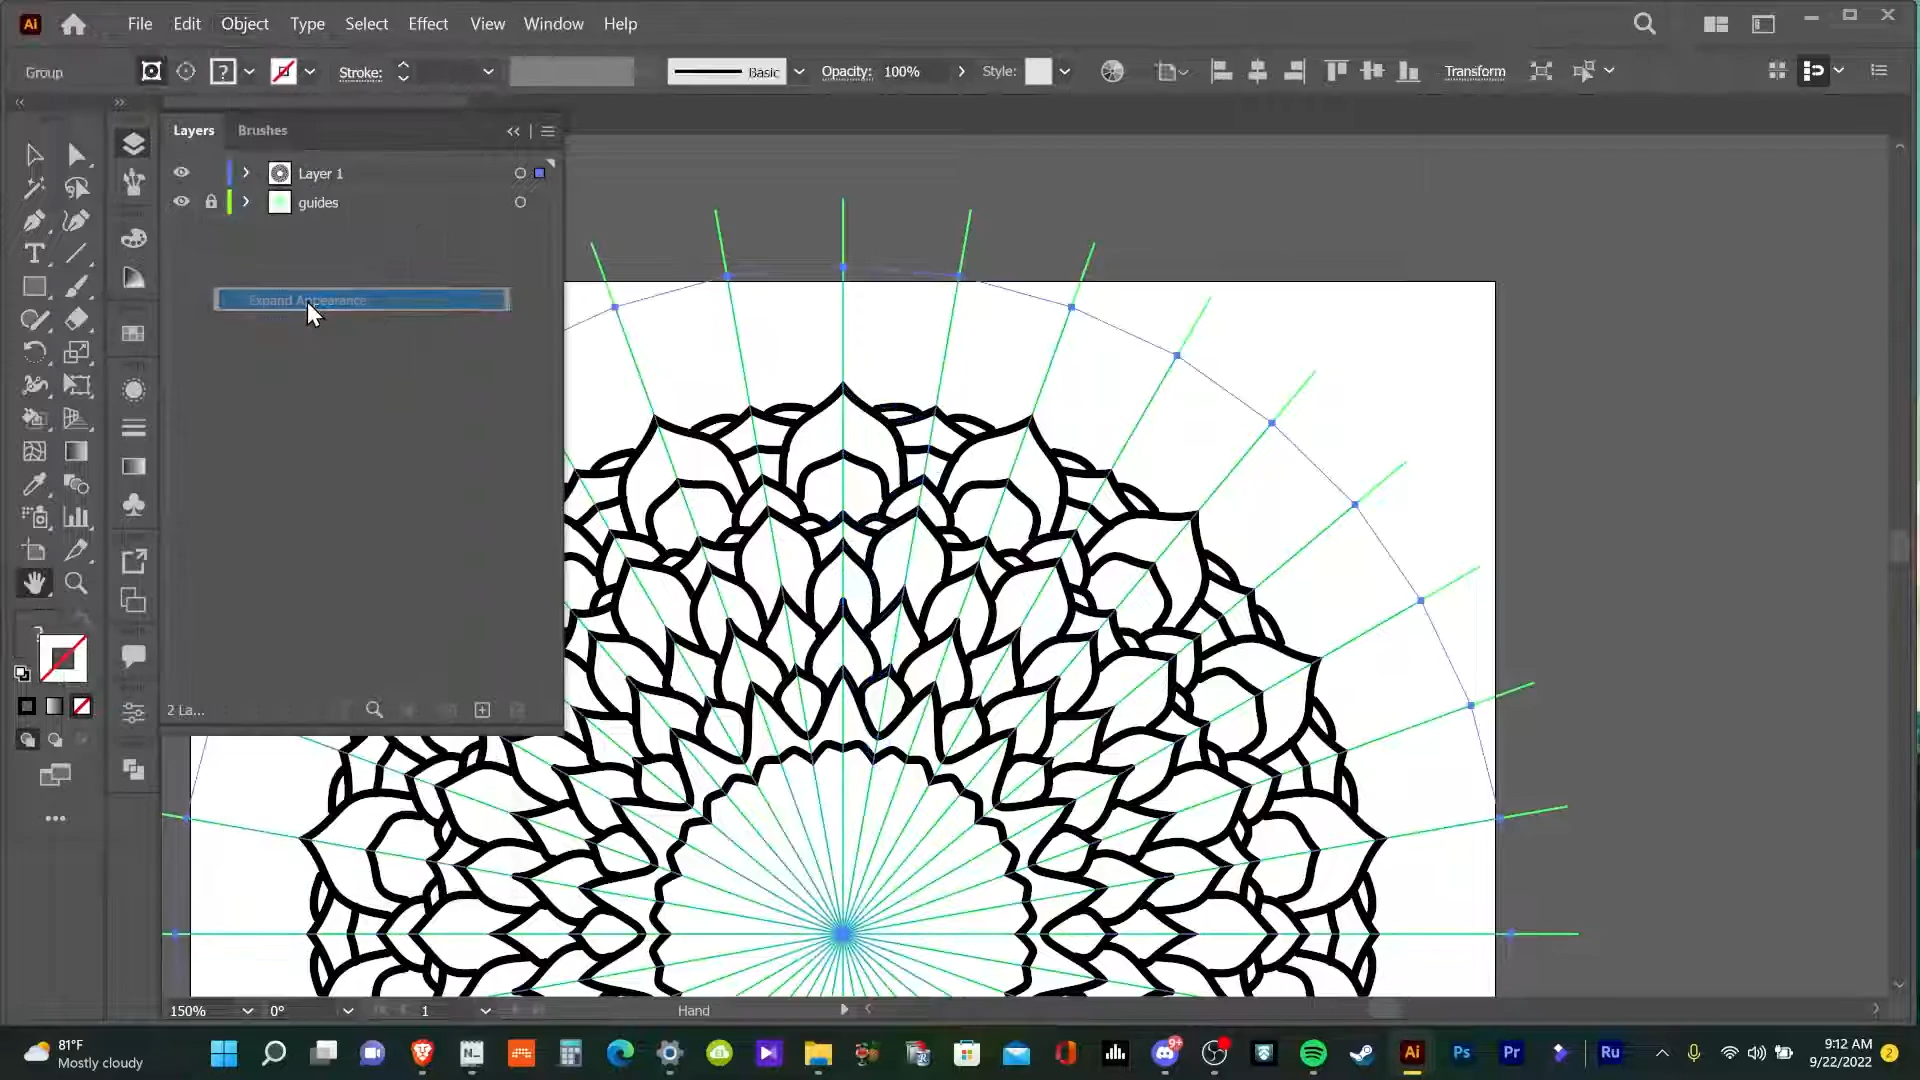 Ai File Edit Object Type Select Effect View Window Help
Group ? Stroke: Basic Opacity: 100% Style: Transform
Layers Brushes
Layer 1
guides
Expand Appearance
T
?
2 La...
150% 0° 1 Hand
81°F
Mostly cloudy
9+
Ai Ps Pr Ru
9:12 AM
9/22/2022
2